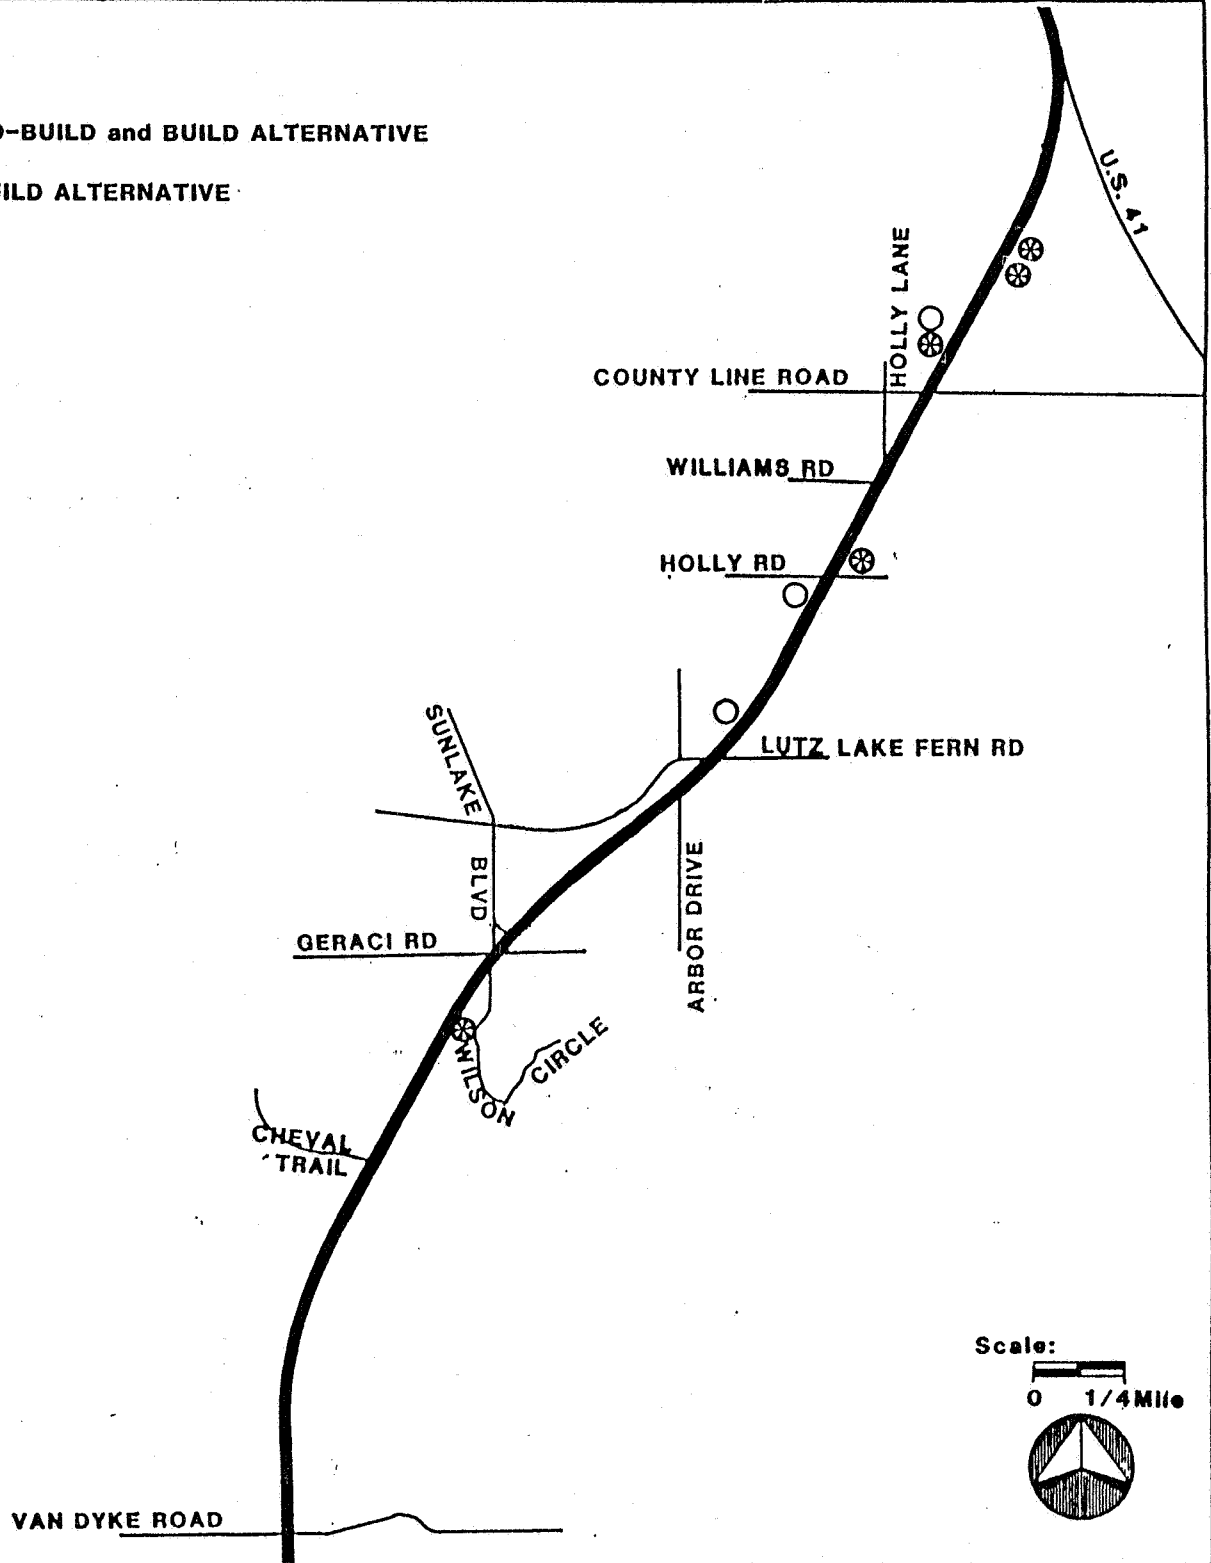 O-BUILD and BUILD ALTERNATIVE
ILD ALTERNATIVE
U.S. 41
HOLLY LANE
COUNTY LINE ROAD
WILLIAMS RD
HOLLY RD
LUTZ LAKE FERN RD
SUNLAKE
BLVD
ARBOR DRIVE
GERACI RD
WILSON
CIRCLE
CHEVAL
TRAIL
Scale:
0 1/4 Mile
VAN DYKE ROAD